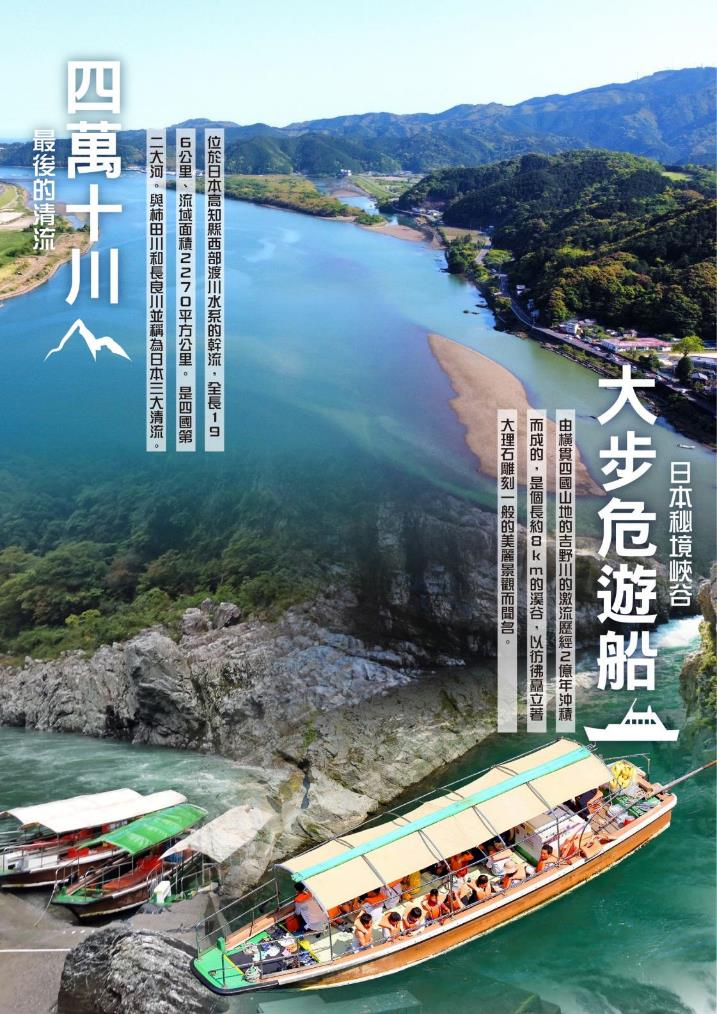 四萬十川
最後的清流
位於日本高知縣西部渡川水系的幹流，全長19
6公里、流域面積2270平方公里。是四國第
二大河。與柿田川和長良川並稱為日本三大清流。
日本秘境峽谷
大步危遊船
由橫貫四國山地的吉野川的激流歷經2億年沖積
而成的，是個長約8km的溪谷，以彷彿矗立著
大理石雕刻一般的美麗景觀而聞名。